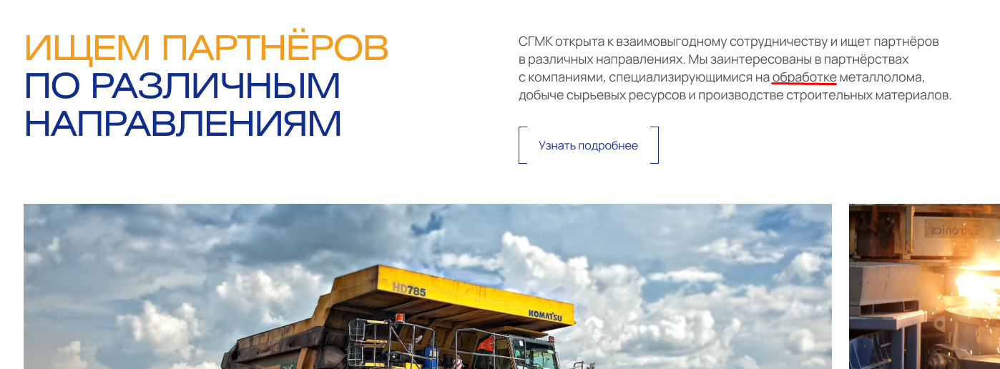 ИЩЕМ ПАРТНЁРОВ
ПО РАЗЛИЧНЫМ
НАПРАВЛЕНИЯМ
СГМК открыта к взаимовыгодному сотрудничеству и ищет партнёров
в различных направлениях. Мы заинтересованы в партнёрствах
с компаниями, специализирующимися на обработке металлолома,
добыче сырьевых ресурсов и производстве строительных материалов.
Узнать подробнее
HD785
KOMATSU